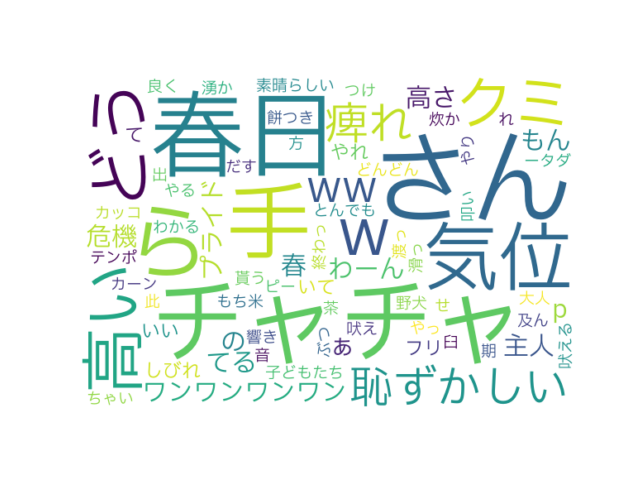 良く
湧か
素晴らしい
つけ
クミ
どう
て
春日
餅つき
痺れ
高さ
炊か
れ
方
さん
もん
やれ
やり
だす
どんどん
ータダ
出
やる
ド
プライド
ww
とんでも
叩い
カッコ
わかる
ら
手
w
気位
危機
テンポ
高い
春
終わっ
わーん
滑っ
カーン
チャチャ
貰う
ピー
いて
野犬
せ
大人
p
此
もち米
茶
やっ
及ん
いい
の
響き
吠え
フリ
臼
主人
しびれ
てる
音
ぶっ
あ
期
吠える
子どもたち
ちゃい
ワンワンワンワン
恥ずかしい